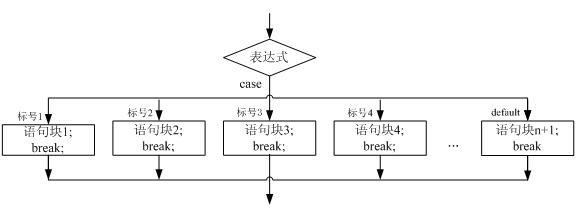 表达式
case
标号1
标号2
标号3
标号4
default
语句块1;
break;
语句块2;
break;
语句块3;
break;
语句块4;
break;
...
语句块n+1;
break